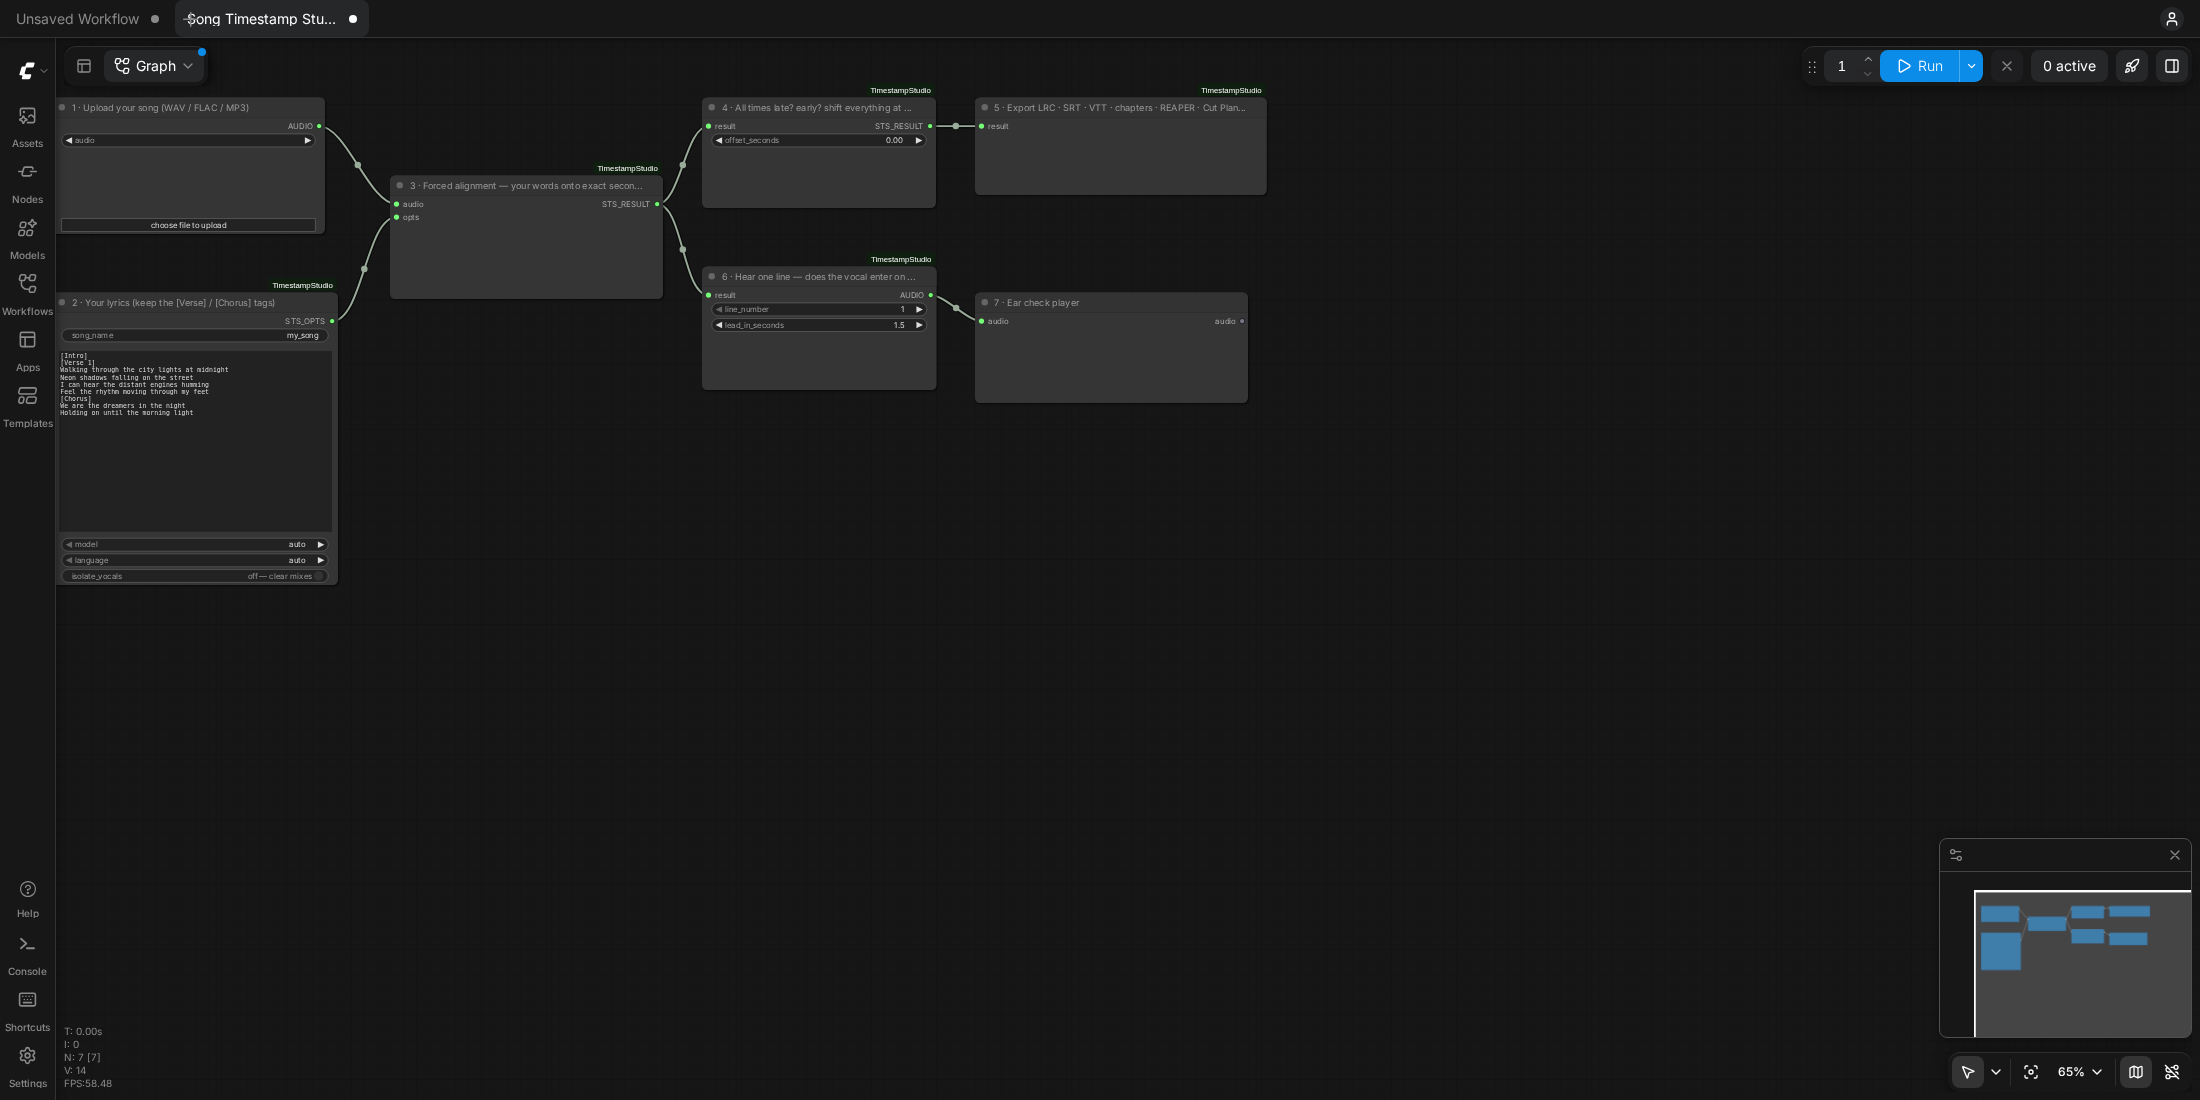 Unsaved Workflow
Song Timestamp Stu...
Graph
1
Run
0 active
Assets
Nodes
Models
Workflows
Apps
Templates
Help
Console
Shortcuts
Settings
1 · Upload your song (WAV / FLAC / MP3)
AUDIO
audio
choose file to upload
TimestampStudio
2 · Your lyrics (keep the [Verse] / [Chorus] tags)
STS_OPTS
song_name my_song
[Intro]
[Verse 1]
Walking through the city lights at midnight
Neon shadows falling on the street
I can hear the distant engines humming
Feel the rhythm moving through my feet
[Chorus]
We are the dreamers in the night
Holding on until the morning light
model auto
language auto
isolate_vocals off — clear mixes
TimestampStudio
3 · Forced alignment — your words onto exact secon...
audio STS_RESULT
opts
TimestampStudio
4 · All times late? early? shift everything at ...
result STS_RESULT
offset_seconds 0.00
TimestampStudio
5 · Export LRC · SRT · VTT · chapters · REAPER · Cut Plan...
result
TimestampStudio
6 · Hear one line — does the vocal enter on ...
result AUDIO
line_number 1
lead_in_seconds 1.5
7 · Ear check player
audio audio
T: 0.00s
I: 0
N: 7 [7]
V: 14
FPS:58.48
65%